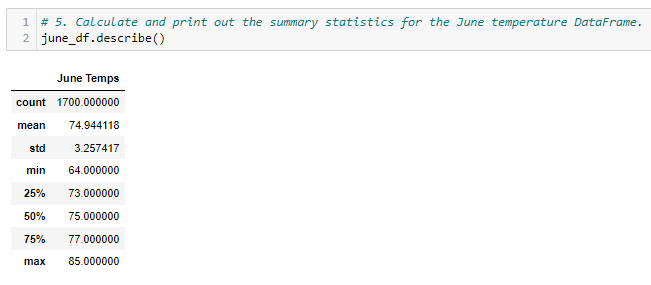 1 # 5. Calculate and print out the summary statistics for the June temperature DataFrame.
2 june_df.describe()
June Temps
count 1700.000000
mean 74.944118
std 3.257417
min 64.000000
25% 73.000000
50% 75.000000
75% 77.000000
max 85.000000